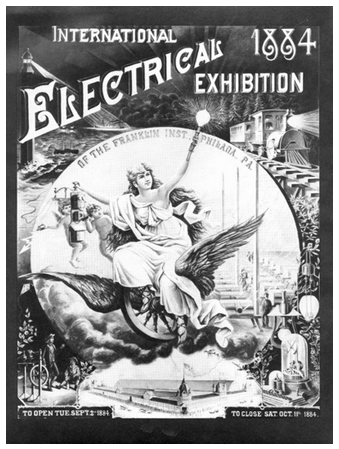 INTERNATIONAL 1884
ELECTRICAL EXHIBITION
OF THE FRANKLIN INST. PHILADA, PA.
TO OPEN TUE. SEPT. 2ᵈ 1884.
TO CLOSE SAT. OCT. 11ᵗʰ 1884.